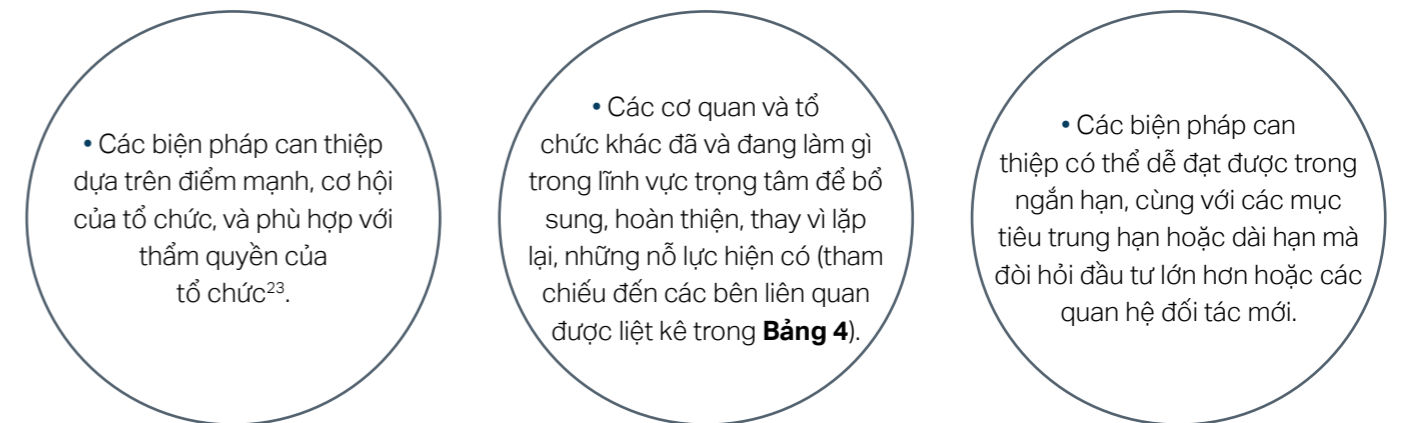 • Các biện pháp can thiệp
dựa trên điểm mạnh, cơ hội
của tổ chức, và phù hợp với
thẩm quyền của
tổ chức²³.
• Các cơ quan và tổ
chức khác đã và đang làm gì
trong lĩnh vực trọng tâm để bổ
sung, hoàn thiện, thay vì lặp
lại, những nỗ lực hiện có (tham
chiếu đến các bên liên quan
được liệt kê trong Bảng 4).
• Các biện pháp can
thiệp có thể dễ đạt được trong
ngắn hạn, cùng với các mục
tiêu trung hạn hoặc dài hạn mà
đòi hỏi đầu tư lớn hơn hoặc các
quan hệ đối tác mới.